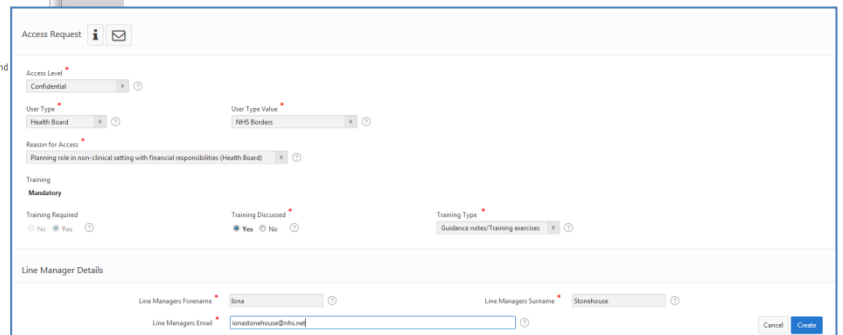 Access Request i
nd
Access Level *
Confidential ?
User Type * User Type Value *
Health Board ? NHS Borders ?
Reason for Access *
Planning role in non-clinical setting with financial responsibilities (Health Board) ?
Training
Mandatory
Training Required Training Discussed * Training Type *
No Yes ? Yes No ? Guidance notes/Training exercises ?
Line Manager Details
Line Managers Forename * Iona ? Line Managers Surname * Stonehouse ?
Line Managers Email * ionastonehouse@nhs.net ? Cancel Create